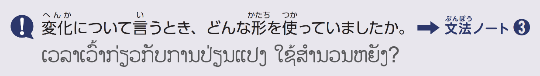 変化について言うとき、どんな形を使っていましたか。➡ 文法ノート❸
ເວລາເວົ້າກ່ຽວກັບການປ່ຽນແປງ ໃຊ້ສຳນວນຫຍັງ?